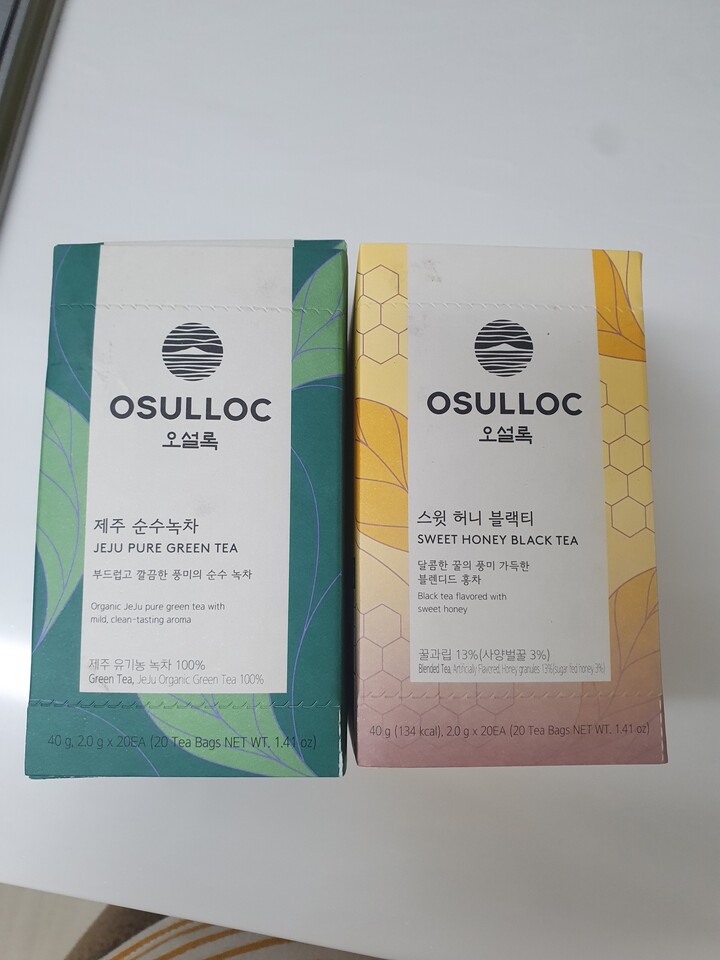 OSULLOC
오설록
제주 순수녹차
JEJU PURE GREEN TEA
부드럽고 깔끔한 풍미의 순수 녹차
Organic JeJu pure green tea with
mild, clean-tasting aroma
제주 유기농 녹차 100%
Green Tea, JeJu Organic Green Tea 100%
40 g, 2.0 g x 20EA (20 Tea Bags NET WT. 1.41 oz)
OSULLOC
오설록
스윗 허니 블랙티
SWEET HONEY BLACK TEA
달콤한 꿀의 풍미 가득한
블렌디드 홍차
Black tea flavored with
sweet honey
꿀과립 13%(사양벌꿀 3%)
Blended Tea, Artificially Flavored, Honey granules 13%(sugar fed honey 3%)
40 g (134 kcal), 2.0 g x 20EA (20 Tea Bags NET WT. 1.41 oz)